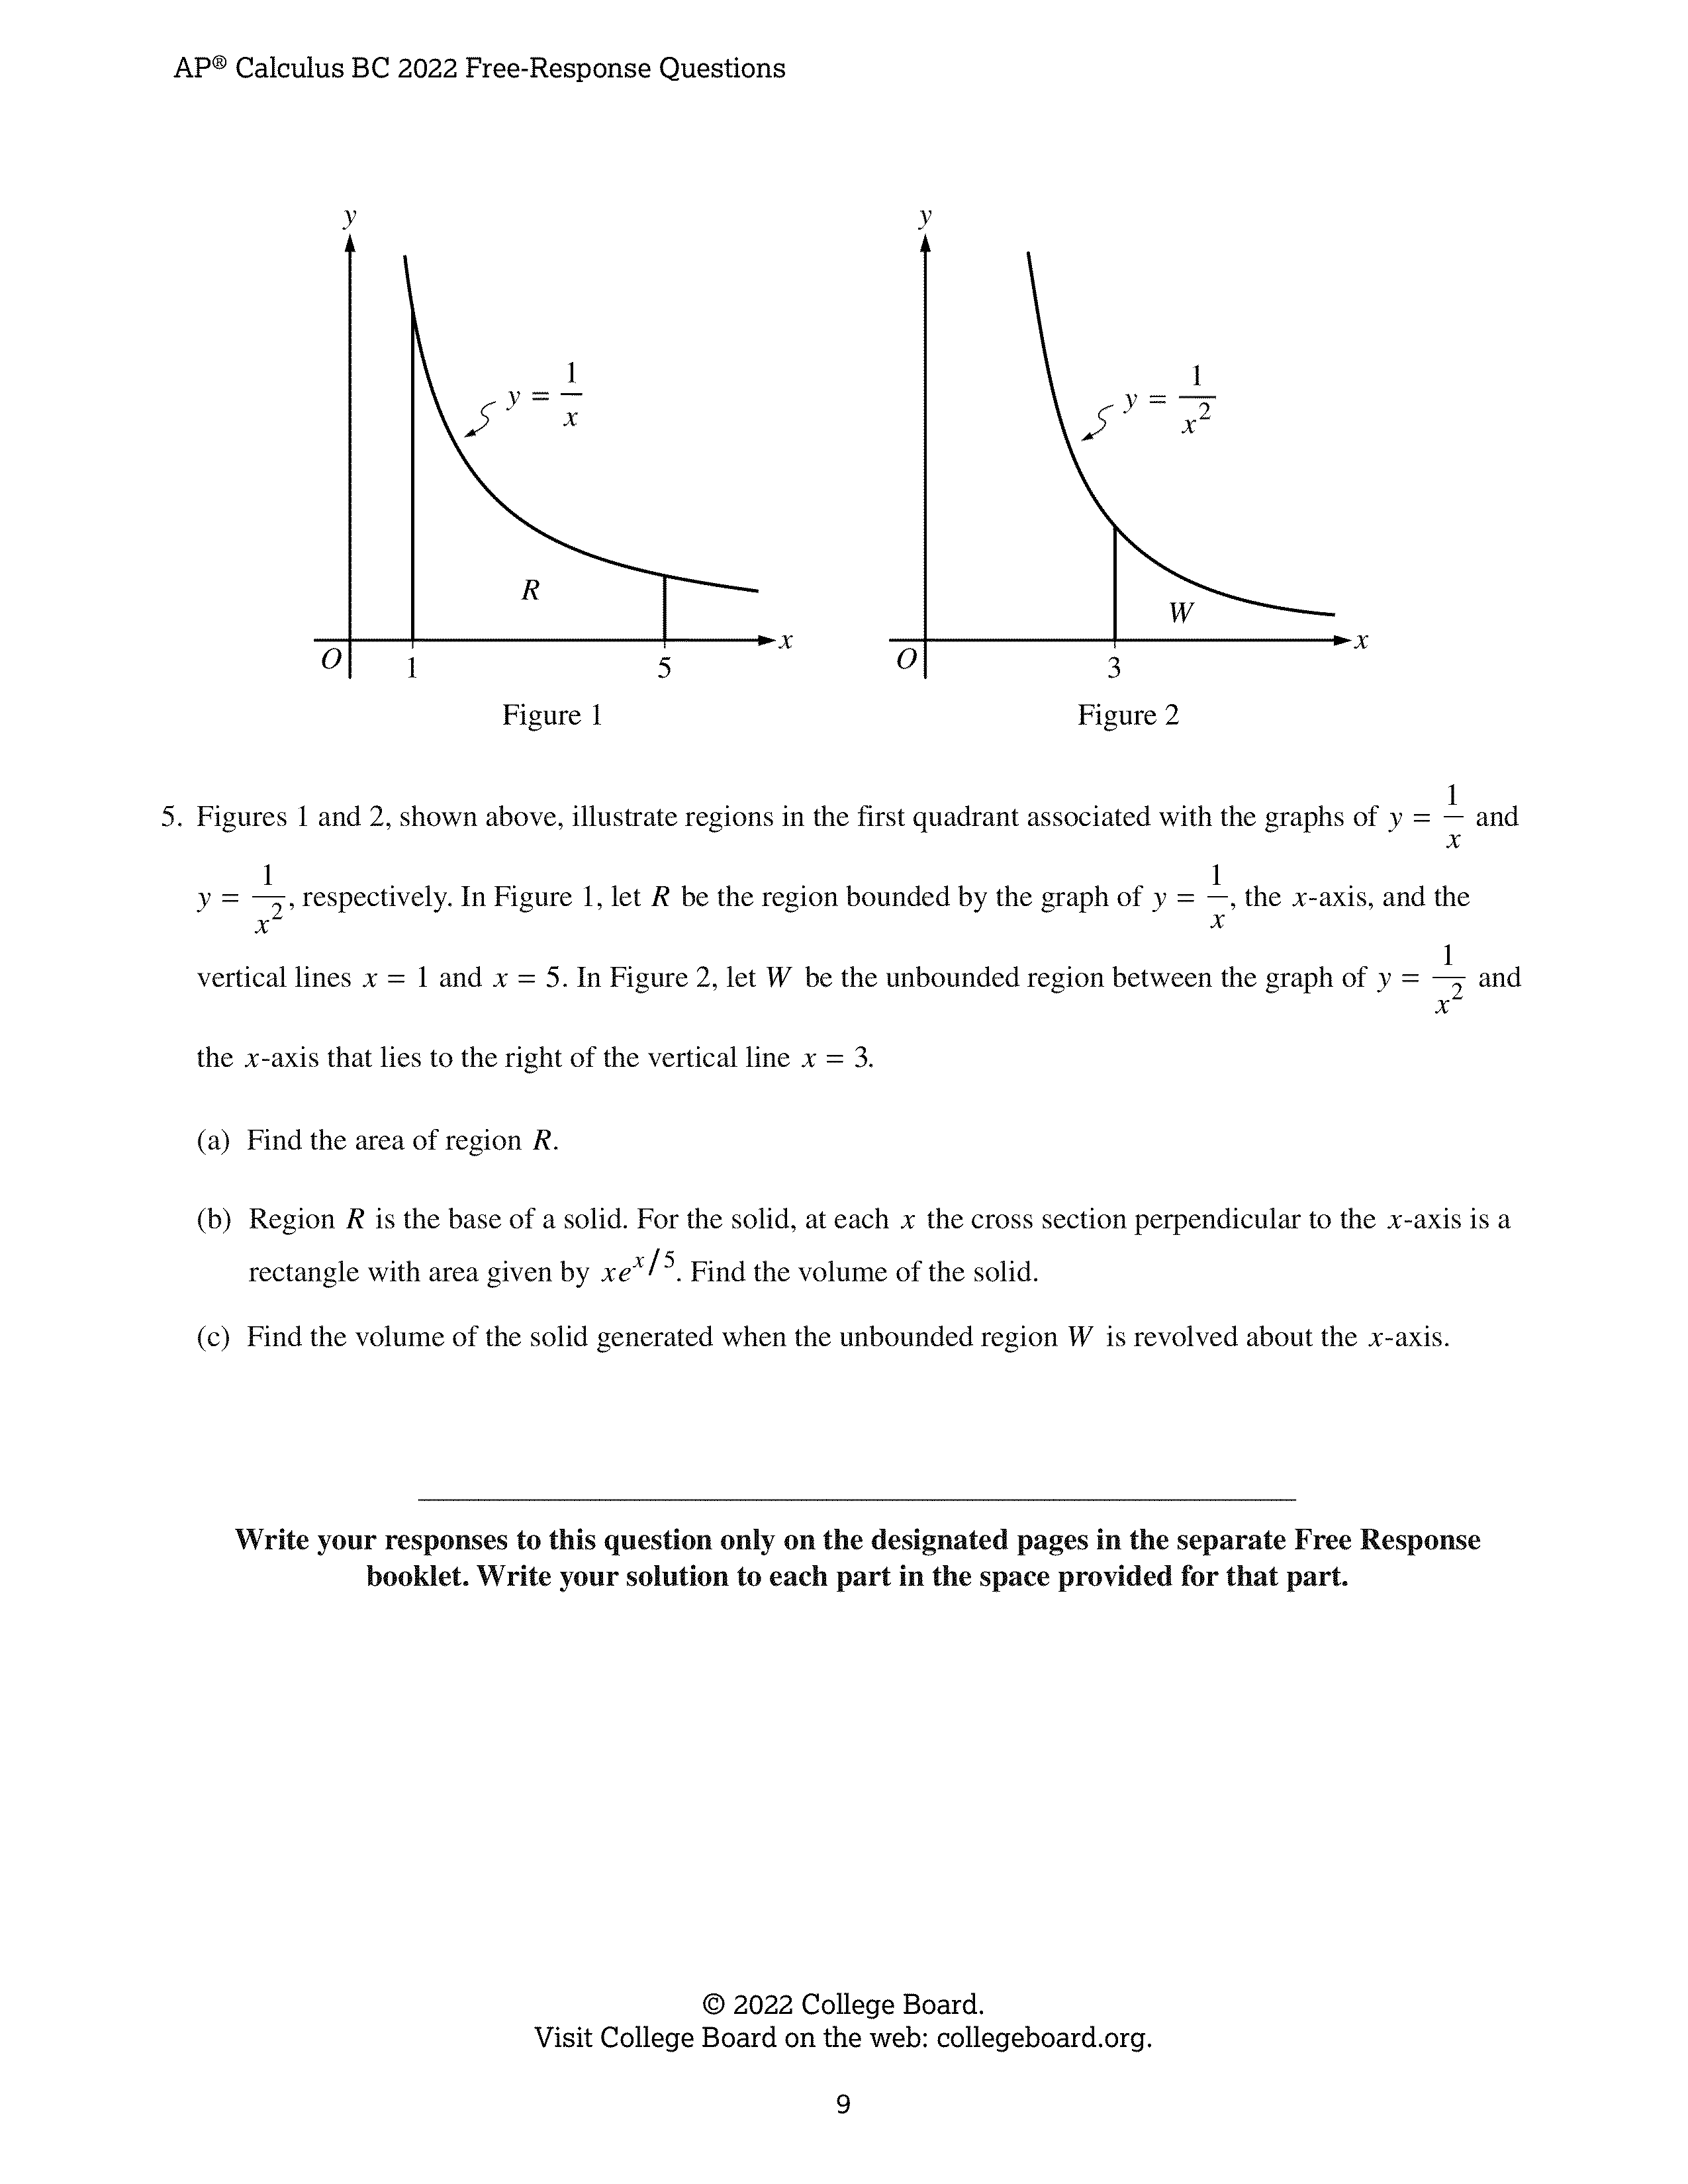 AP® Calculus BC 2022 Free-Response Questions
y
y = 1/x
R
O
1
5
x
Figure 1
y
y = 1/x²
W
O
3
x
Figure 2
5. Figures 1 and 2, shown above, illustrate regions in the first quadrant associated with the graphs of y = 1/x and
y = 1/x², respectively. In Figure 1, let R be the region bounded by the graph of y = 1/x, the x-axis, and the
vertical lines x = 1 and x = 5. In Figure 2, let W be the unbounded region between the graph of y = 1/x² and
the x-axis that lies to the right of the vertical line x = 3.
(a) Find the area of region R.
(b) Region R is the base of a solid. For the solid, at each x the cross section perpendicular to the x-axis is a
rectangle with area given by xe^(x/5). Find the volume of the solid.
(c) Find the volume of the solid generated when the unbounded region W is revolved about the x-axis.
Write your responses to this question only on the designated pages in the separate Free Response
booklet. Write your solution to each part in the space provided for that part.
© 2022 College Board.
Visit College Board on the web: collegeboard.org.
9